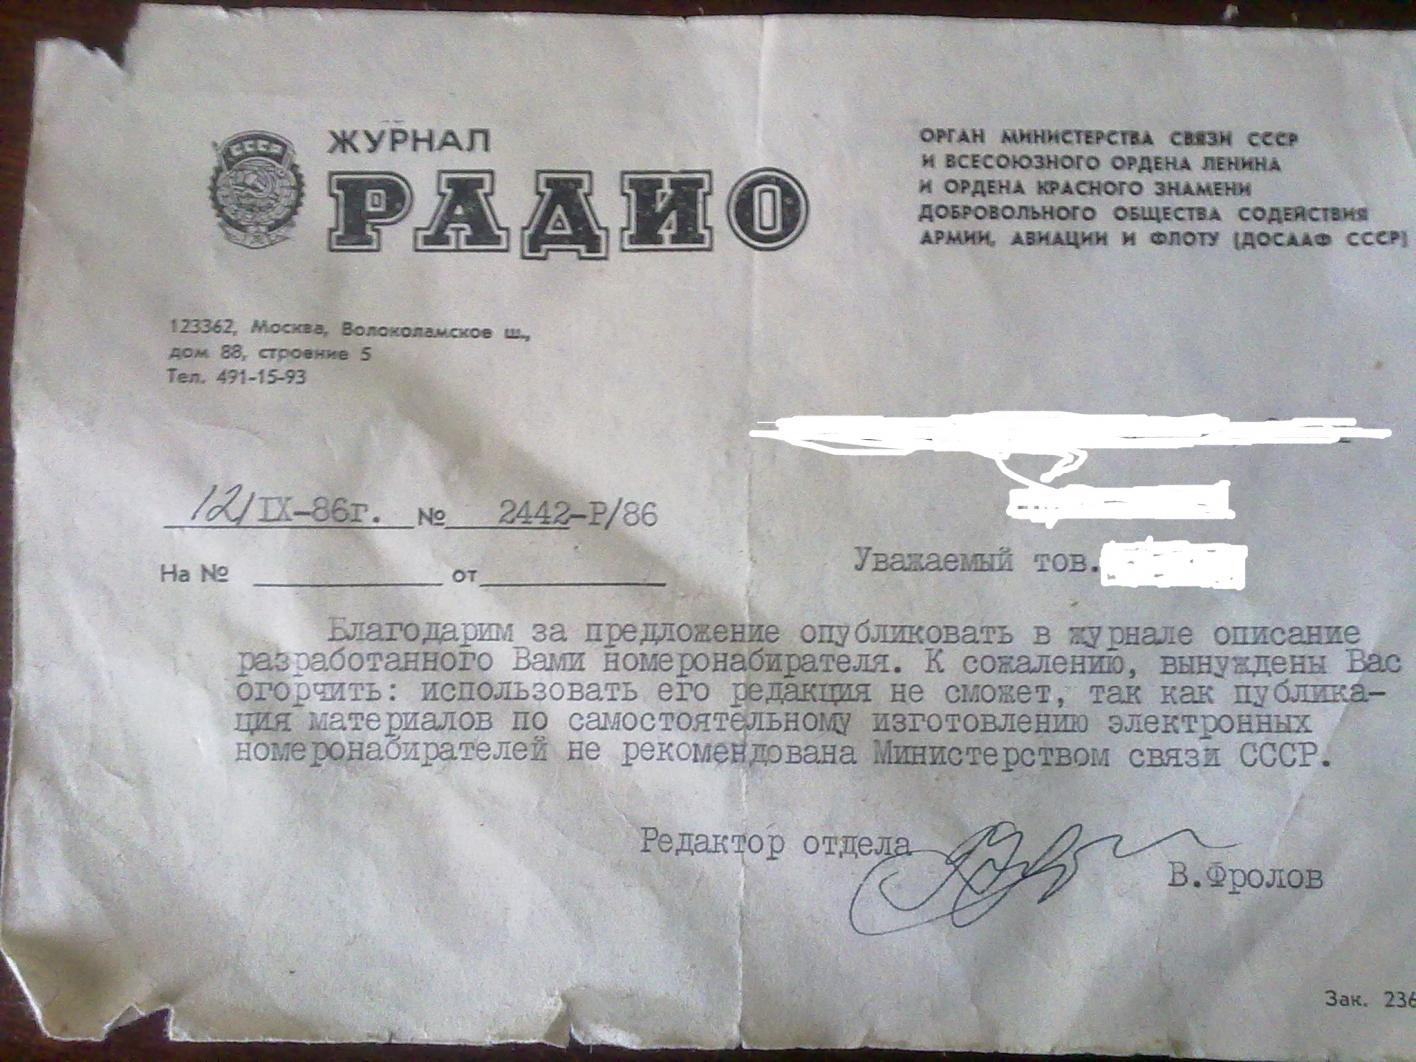 СССР
ЖУРНАЛ
РАДИО
ОРГАН МИНИСТЕРСТВА СВЯЗИ СССР
И ВСЕСОЮЗНОГО ОРДЕНА ЛЕНИНА
И ОРДЕНА КРАСНОГО ЗНАМЕНИ
ДОБРОВОЛЬНОГО ОБЩЕСТВА СОДЕЙСТВИЯ
АРМИИ, АВИАЦИИ И ФЛОТУ (ДОСААФ СССР)
123362, Москва, Волоколамское ш.,
дом 88, строение 5
Тел. 491-15-93
12/IX-86г. № 2442-Р/86
На № от
Уважаемый тов.
Благодарим за предложение опубликовать в журнале описание
разработанного Вами номеронабирателя. К сожалению, вынуждены Вас
огорчить: использовать его редакция не сможет, так как публика-
ция материалов по самостоятельному изготовлению электронных
номеронабирателей не рекомендована Министерством связи СССР.
Редактор отдела
В.Фролов
Зак. 236